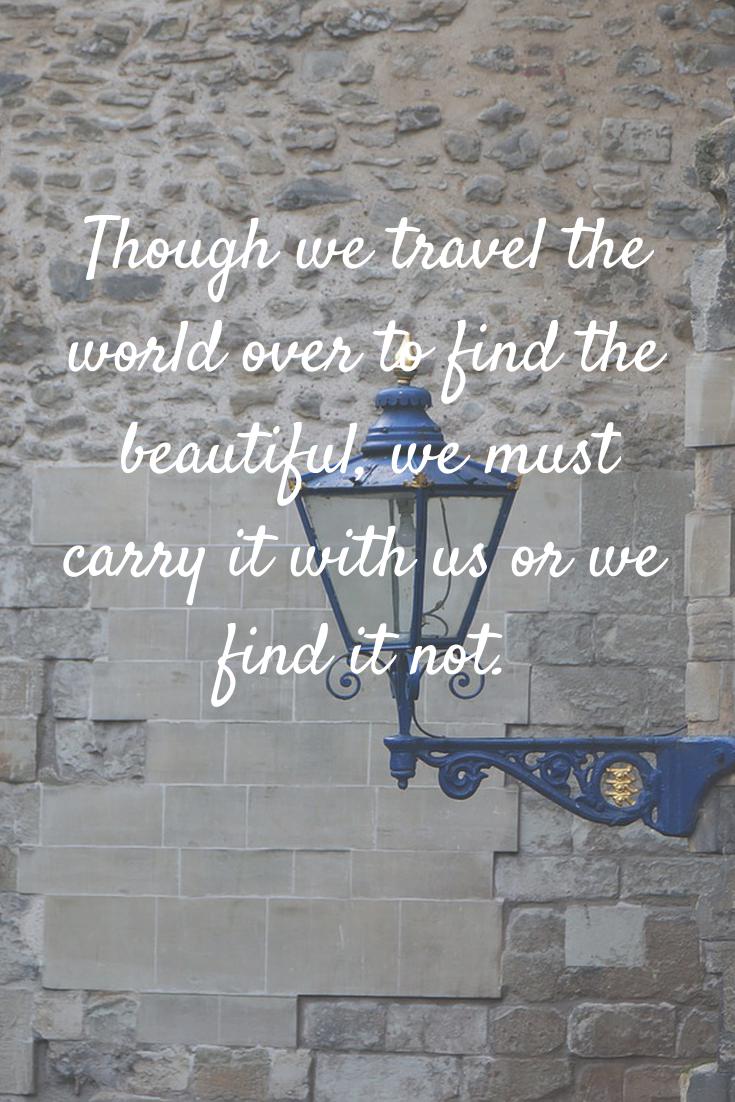 Though we travel the
world over to find the
beautiful, we must
carry it with us or we
find it not.